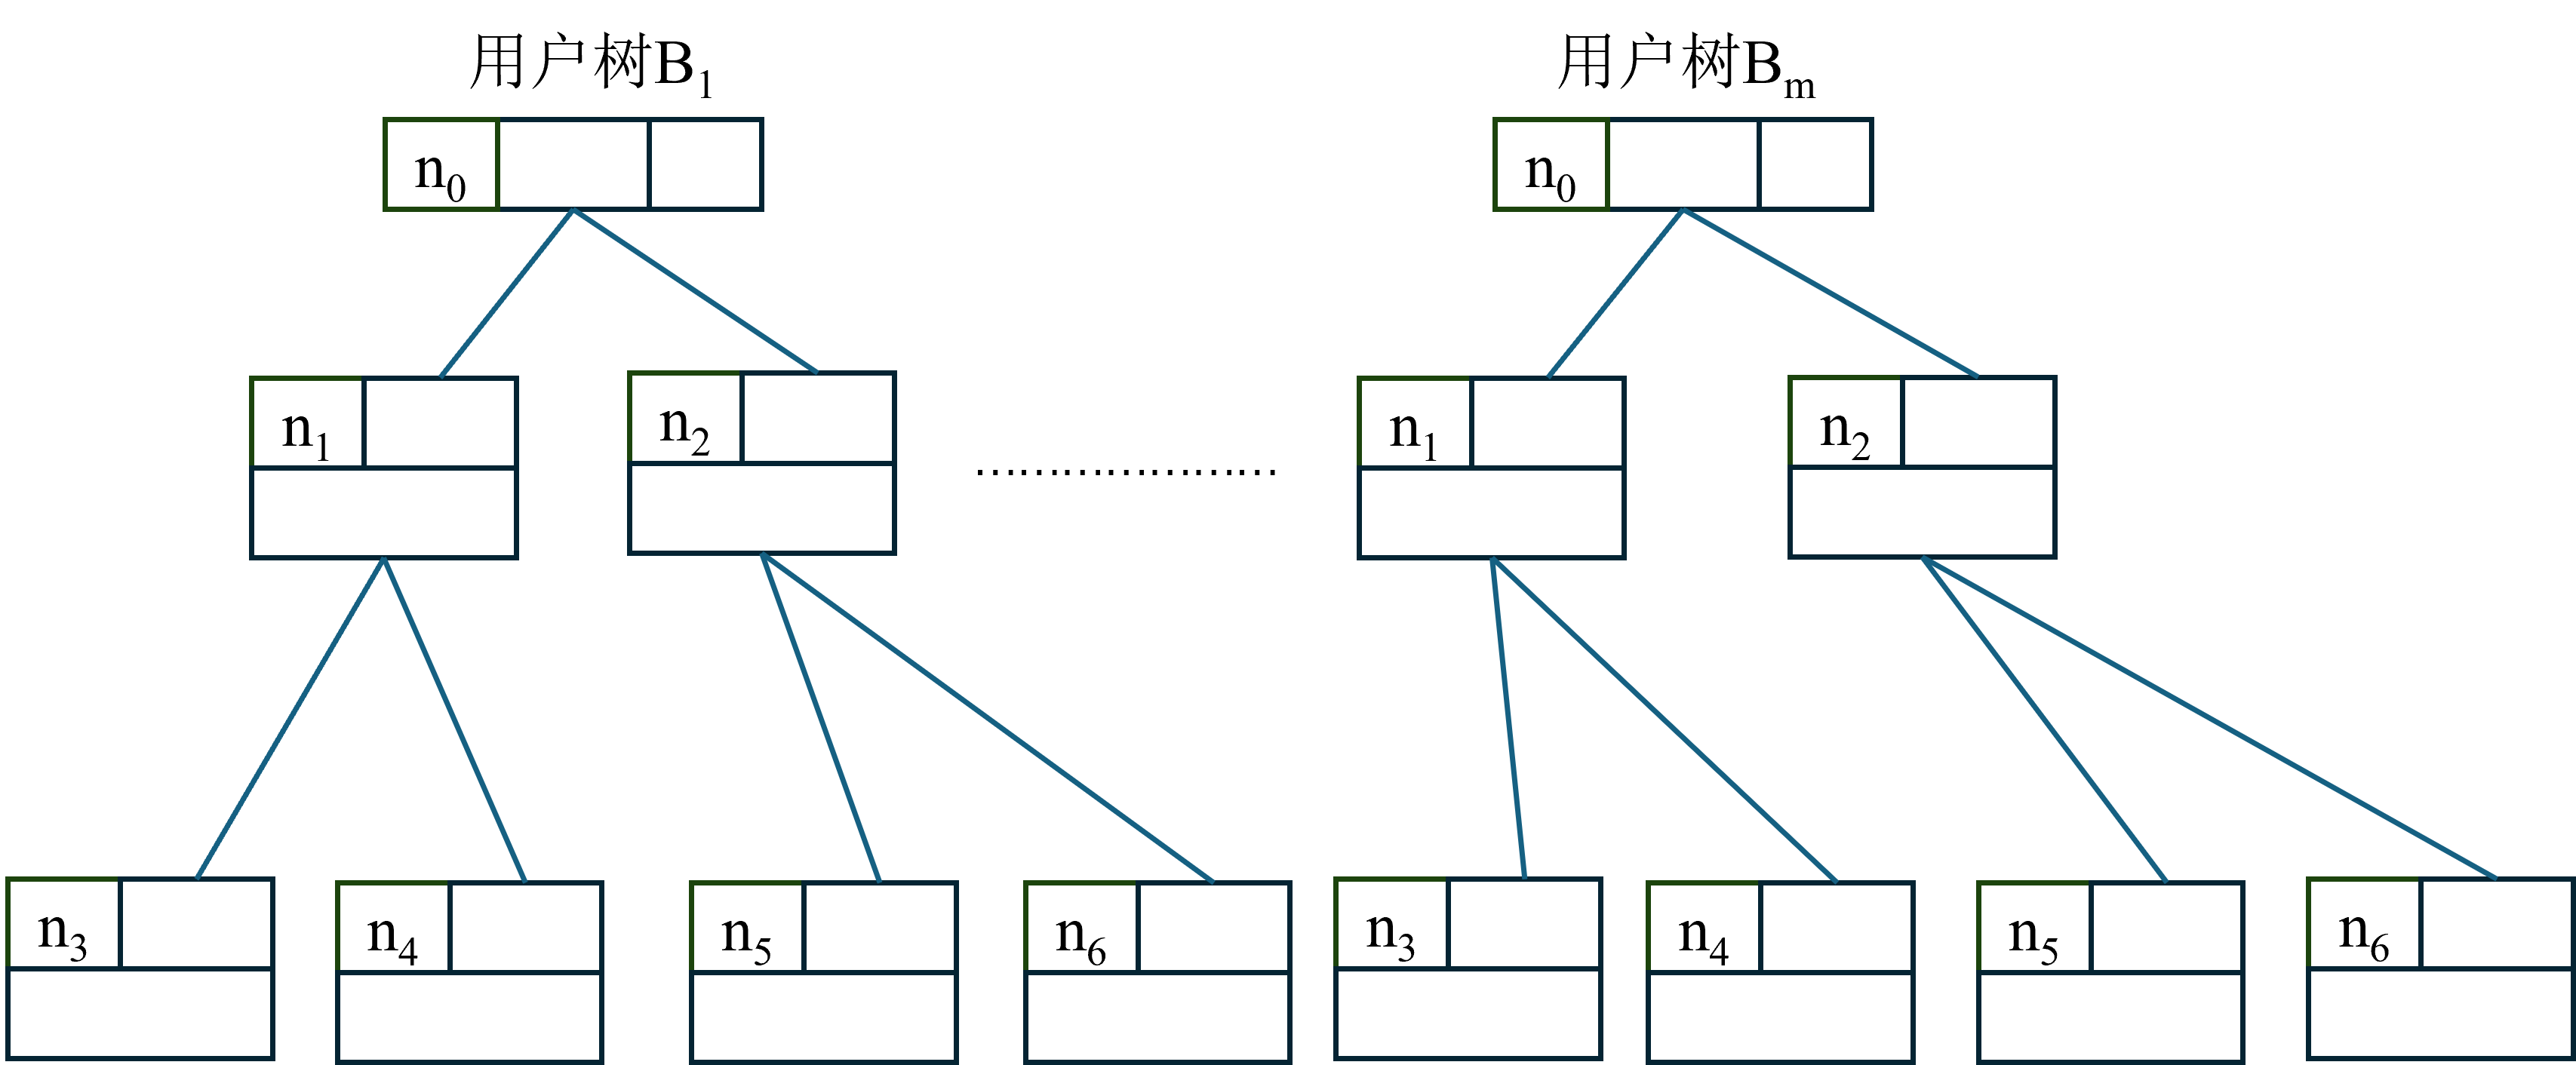 用户树B₁ 用户树Bₘ
n₀ n₀
n₁ n₂ ..................... n₁ n₂
n₃ n₄ n₅ n₆ n₃ n₄ n₅ n₆